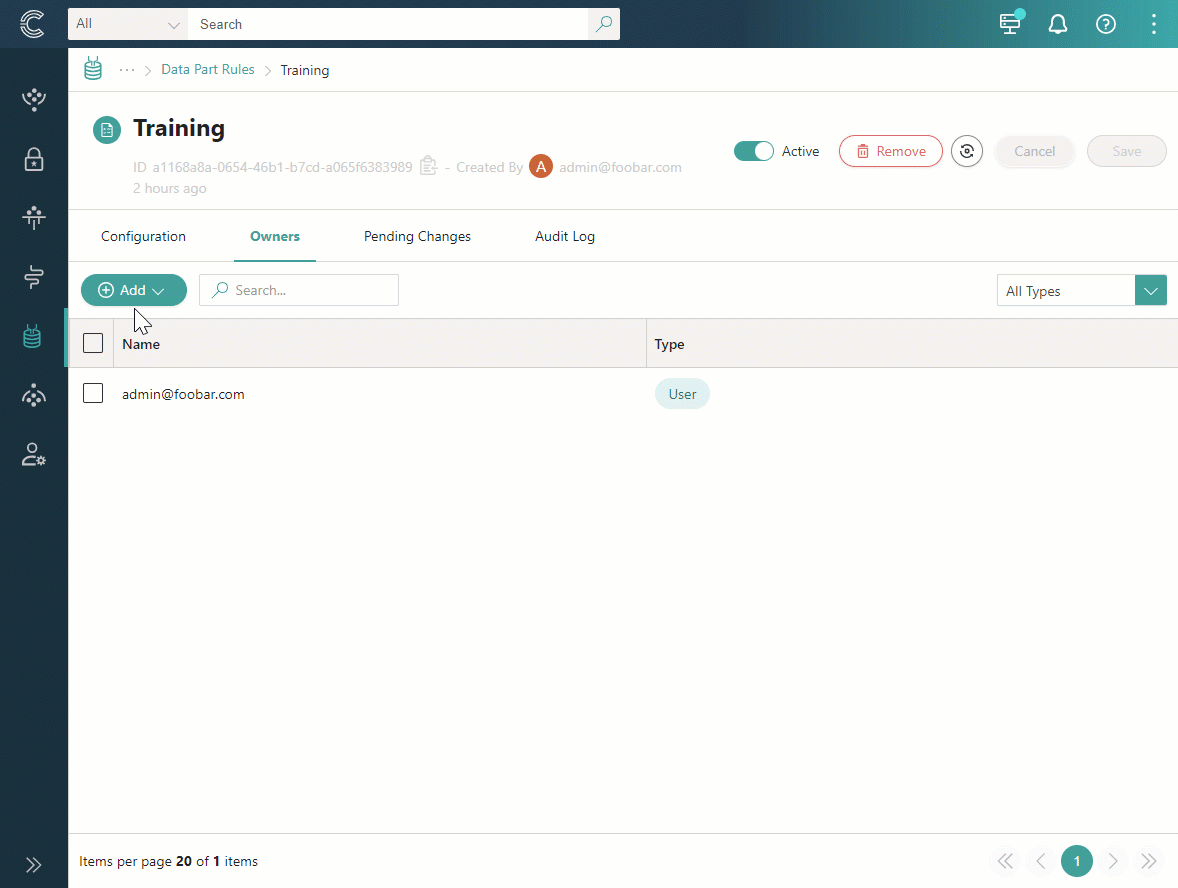 All
Search
Data Part Rules
Training
Training
ID a1168a8a-0654-46b1-b7cd-a065f6383989 - Created By A admin@foobar.com
2 hours ago
Active
Remove
Cancel
Save
Configuration
Owners
Pending Changes
Audit Log
Add
Search...
All Types
Name
Type
admin@foobar.com
User
Items per page 20 of 1 items
1